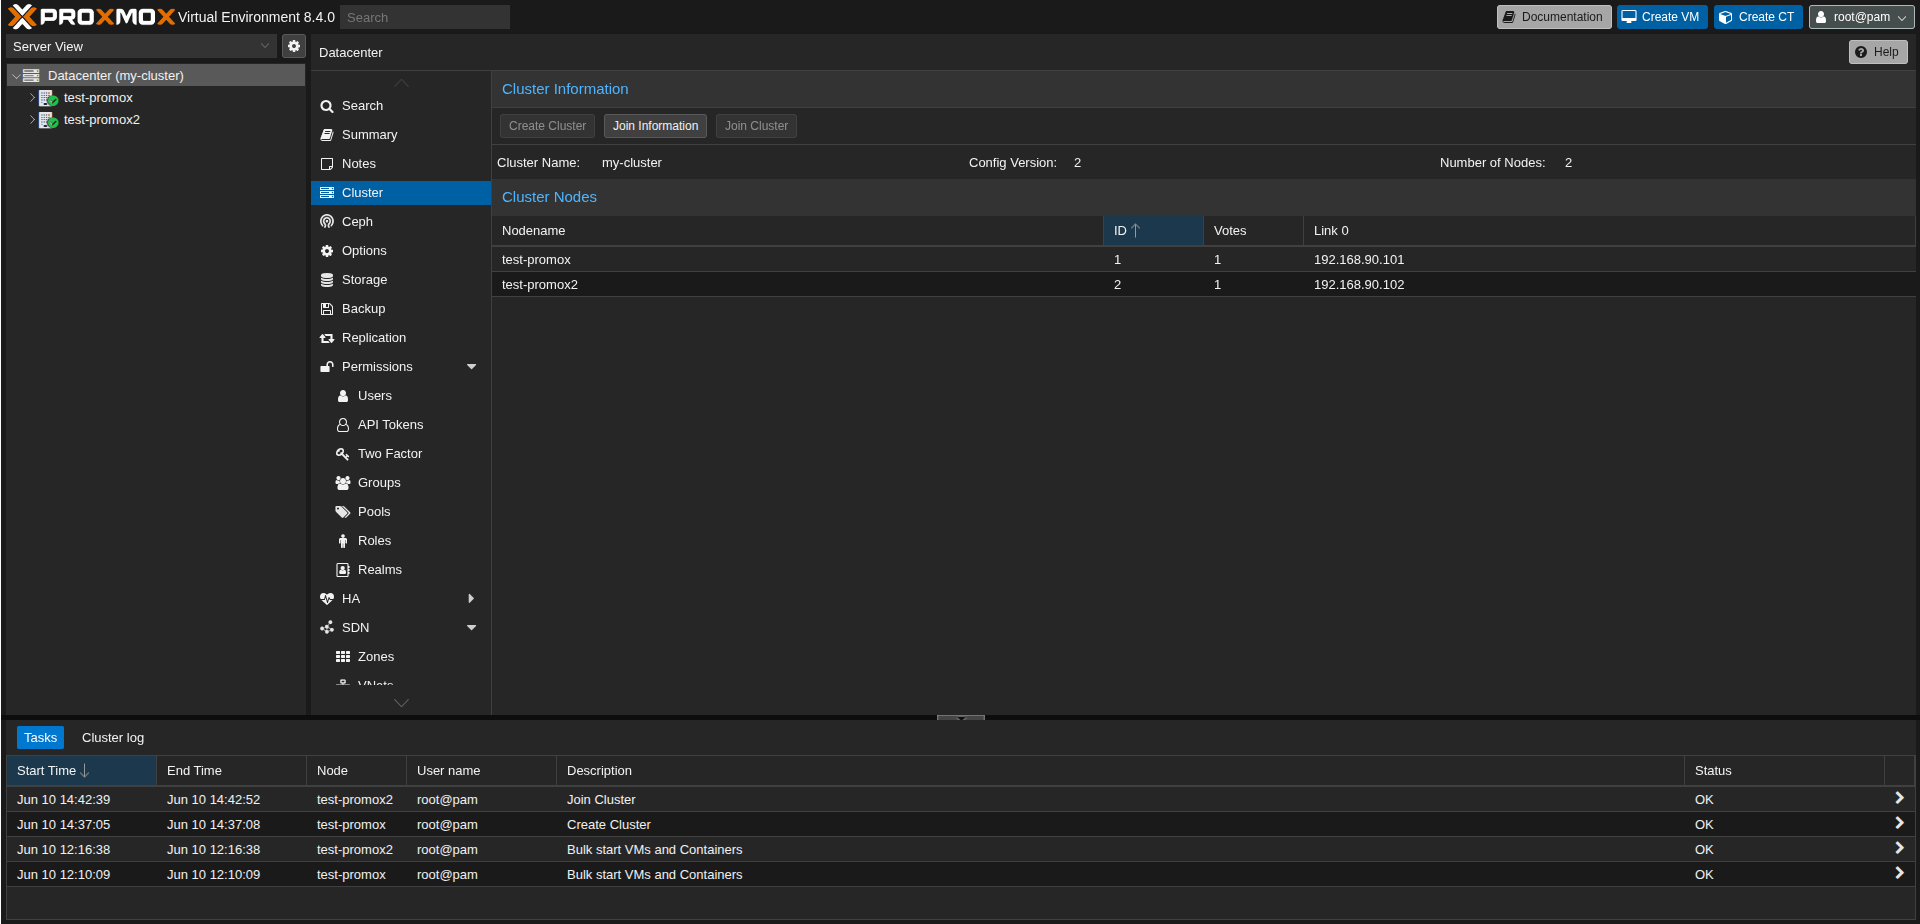 PROXMOX Virtual Environment 8.4.0 Search Documentation Create VM Create CT root@pam
Server View
Datacenter (my-cluster)
test-promox
test-promox2
Datacenter Help
Search
Summary
Notes
Cluster
Ceph
Options
Storage
Backup
Replication
Permissions
Users
API Tokens
Two Factor
Groups
Pools
Roles
Realms
HA
SDN
Zones
VNets
Cluster Information
Create Cluster Join Information Join Cluster
Cluster Name: my-cluster Config Version: 2 Number of Nodes: 2
Cluster Nodes
Nodename ID Votes Link 0
test-promox 1 1 192.168.90.101
test-promox2 2 1 192.168.90.102
Tasks Cluster log
Start Time End Time Node User name Description Status
Jun 10 14:42:39 Jun 10 14:42:52 test-promox2 root@pam Join Cluster OK
Jun 10 14:37:05 Jun 10 14:37:08 test-promox root@pam Create Cluster OK
Jun 10 12:16:38 Jun 10 12:16:38 test-promox2 root@pam Bulk start VMs and Containers OK
Jun 10 12:10:09 Jun 10 12:10:09 test-promox root@pam Bulk start VMs and Containers OK